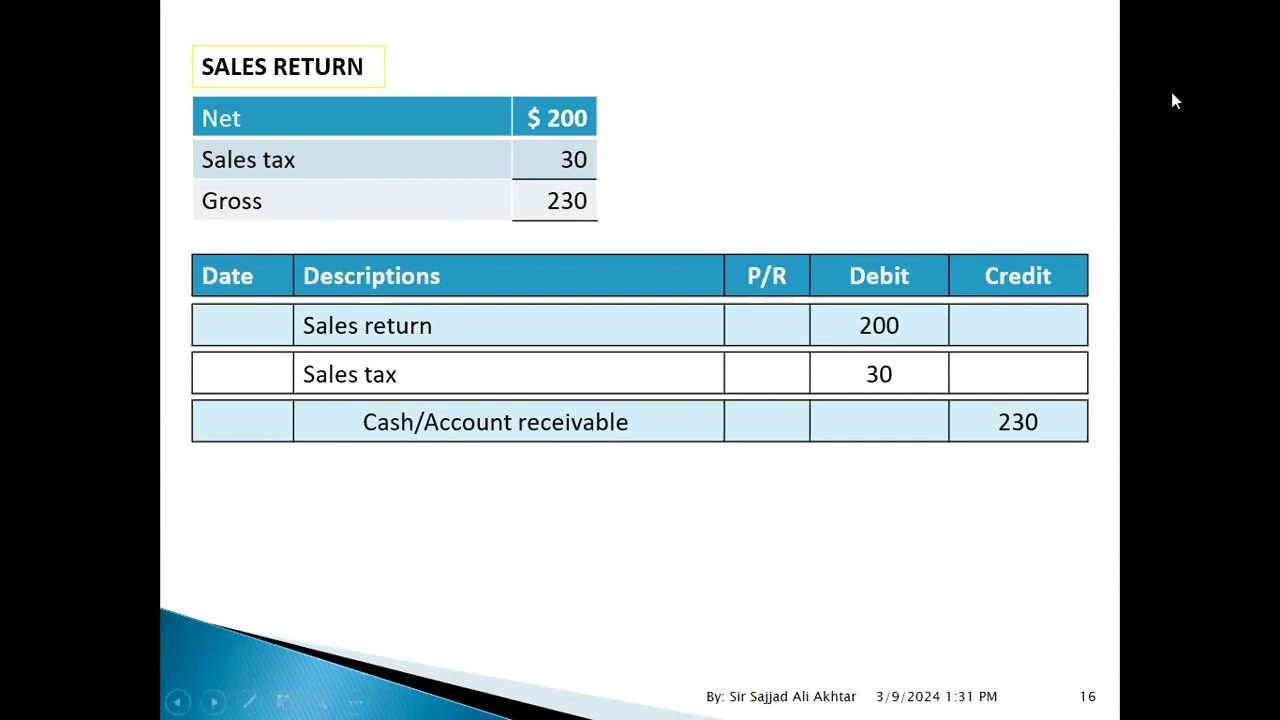 SALES RETURN
Net $ 200
Sales tax 30
Gross 230
Date Descriptions P/R Debit Credit
Sales return 200
Sales tax 30
Cash/Account receivable 230
By: Sir Sajjad Ali Akhtar 3/9/2024 1:31 PM 16